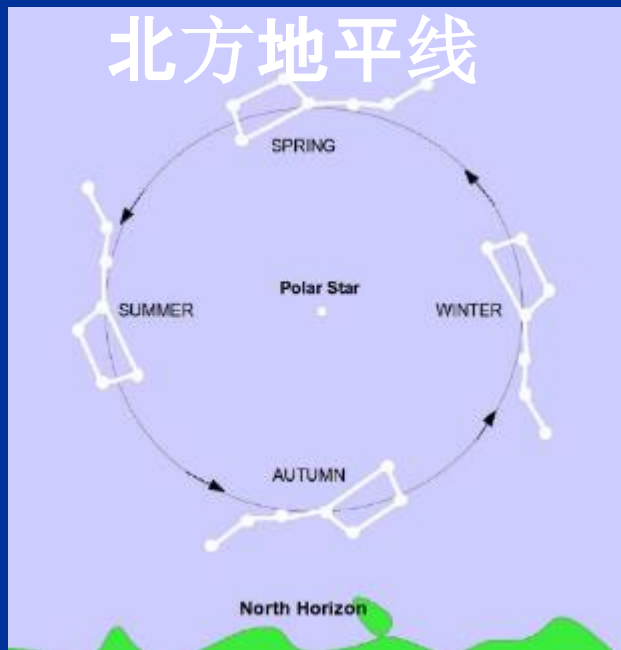 北方地平线
SPRING
Polar Star
SUMMER
WINTER
AUTUMN
North Horizon